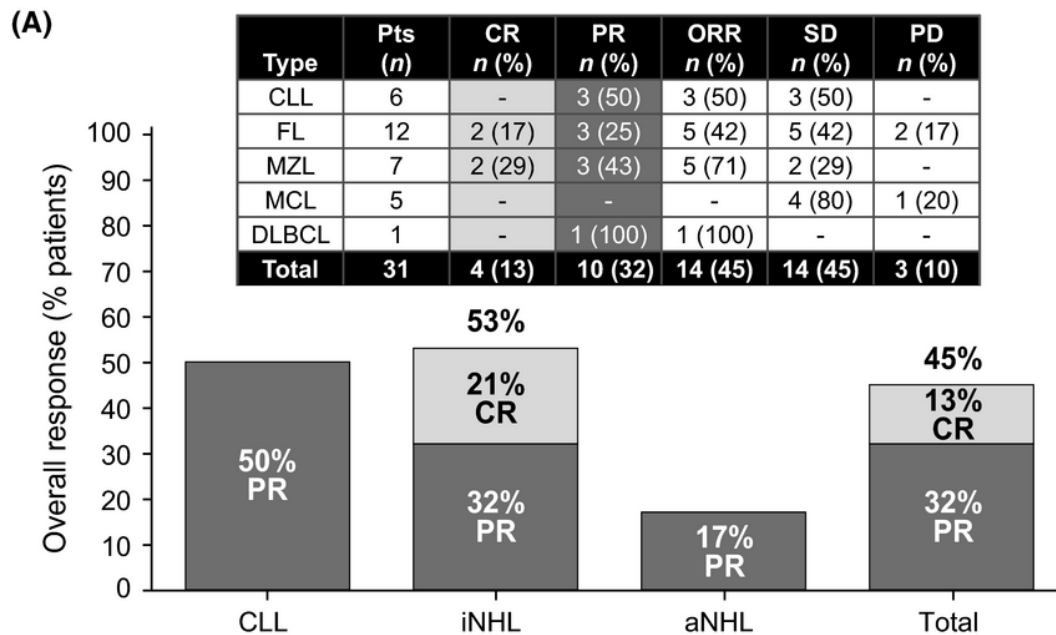 (A)
Type Pts (n) CR n (%) PR n (%) ORR n (%) SD n (%) PD n (%)
CLL 6 - 3 (50) 3 (50) 3 (50) -
FL 12 2 (17) 3 (25) 5 (42) 5 (42) 2 (17)
MZL 7 2 (29) 3 (43) 5 (71) 2 (29) -
MCL 5 - - - 4 (80) 1 (20)
DLBCL 1 - 1 (100) 1 (100) - -
Total 31 4 (13) 10 (32) 14 (45) 14 (45) 3 (10)
Overall response (% patients)
100
90
80
70
60
50
40
30
20
10
0
50%
PR
53%
21%
CR
32%
PR
17%
PR
45%
13%
CR
32%
PR
CLL iNHL aNHL Total